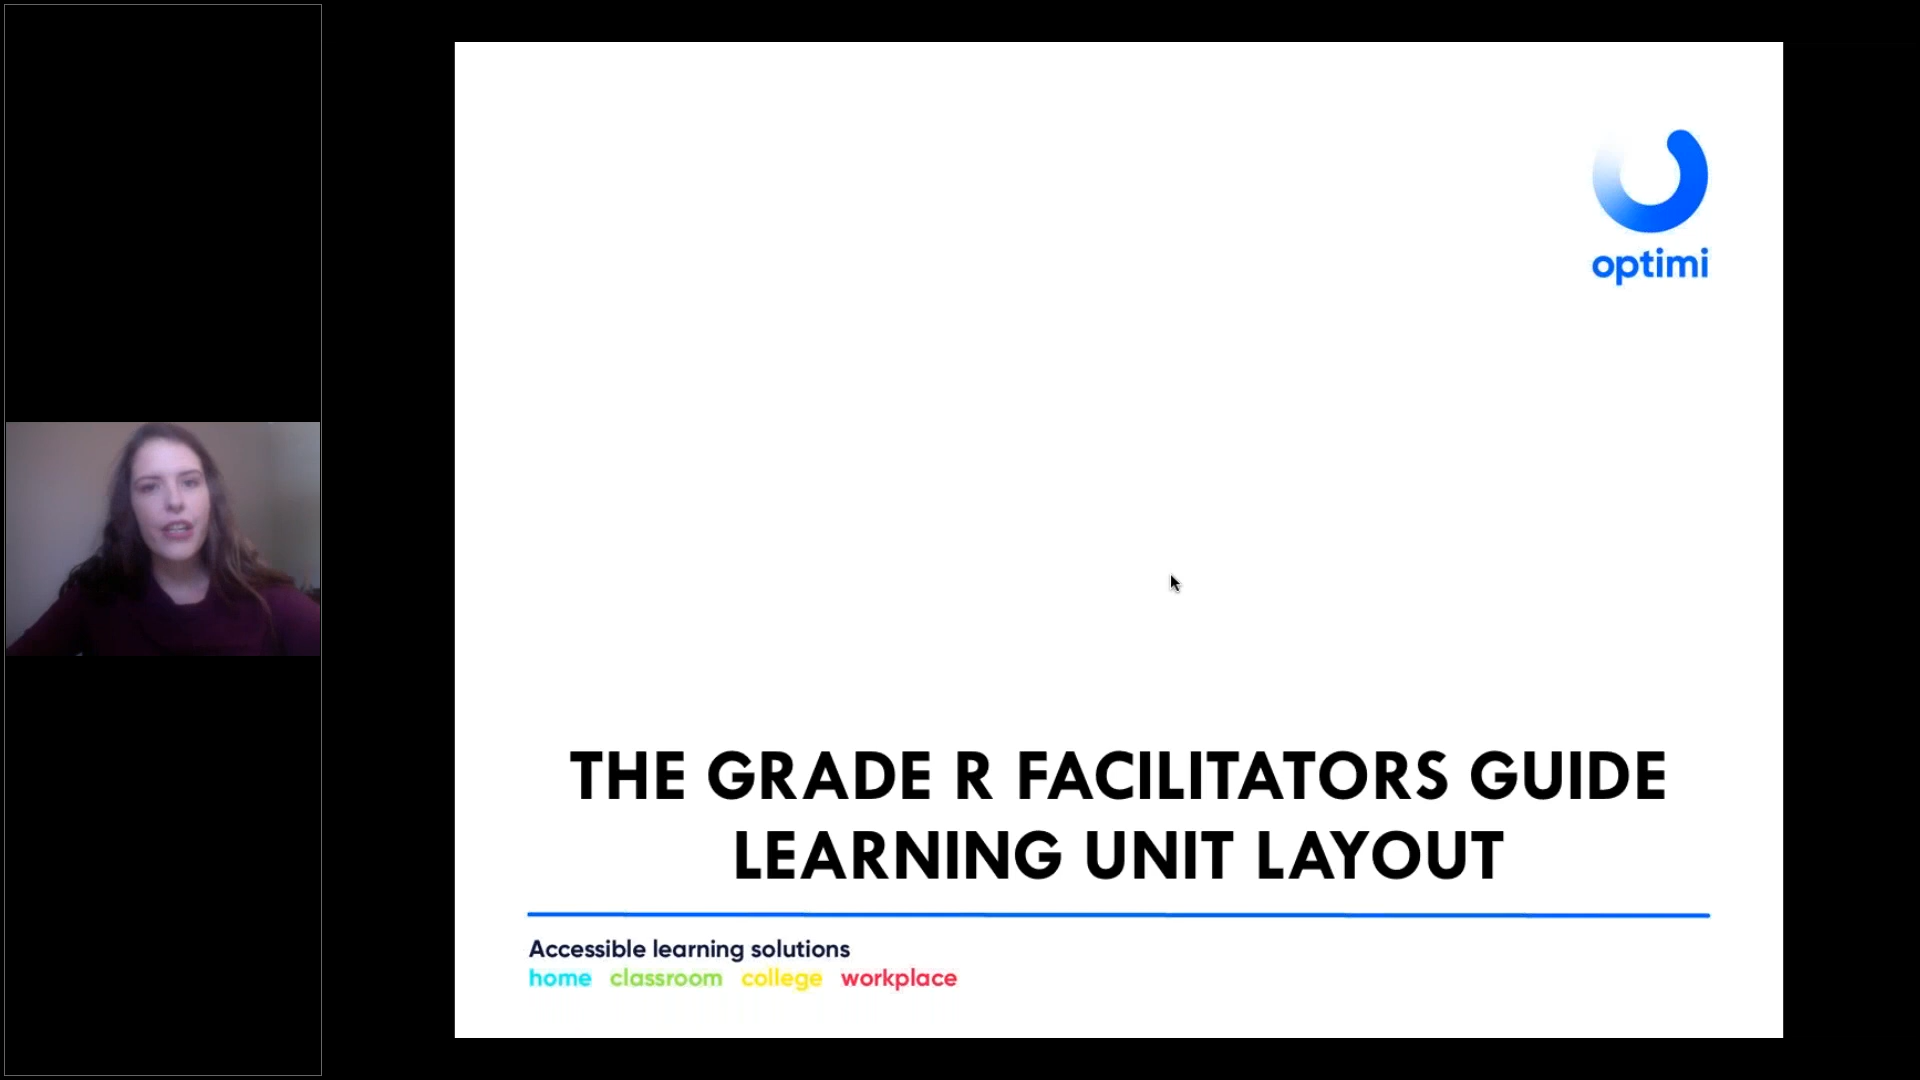 optimi
THE GRADE R FACILITATORS GUIDE
LEARNING UNIT LAYOUT
Accessible learning solutions
home classroom college workplace